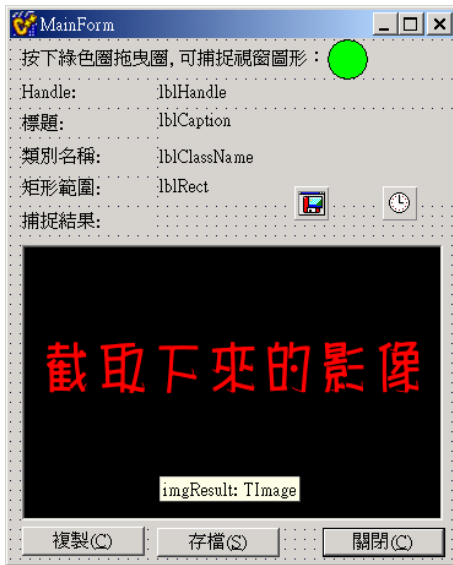 MainForm
按下綠色圈拖曳圈,可捕捉視窗圖形：
Handle: lblHandle
標題: lblCaption
類別名稱: lblClassName
矩形範圍: lblRect
捕捉結果:
截取下來的影像
imgResult: TImage
複製(C) 存檔(S) 關閉(C)